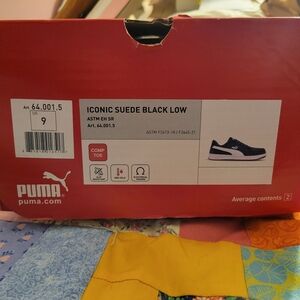 Art. 64.001.5
9
ICONIC SUEDE BLACK LOW
ASTM EH SR
Art. 64.001.5
COMP
TOE
PUMA
puma.com
Average contents 2